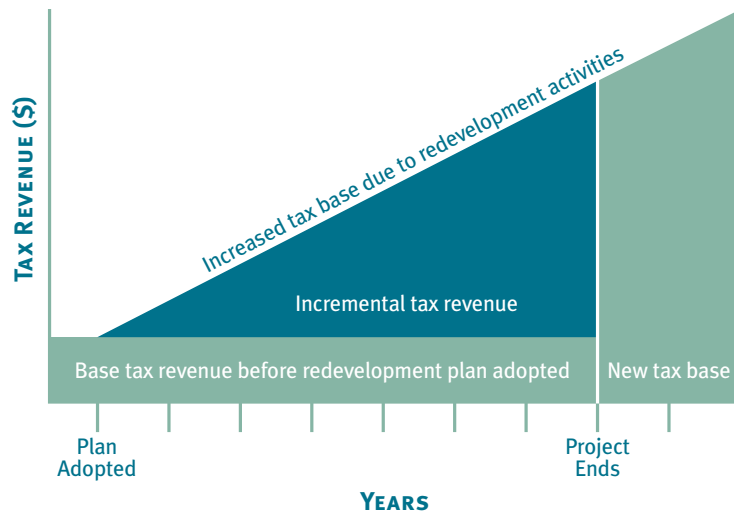 TAX REVENUE ($)
Increased tax base due to redevelopment activities
Incremental tax revenue
Base tax revenue before redevelopment plan adopted
New tax base
Plan
Adopted
Project
Ends
YEARS